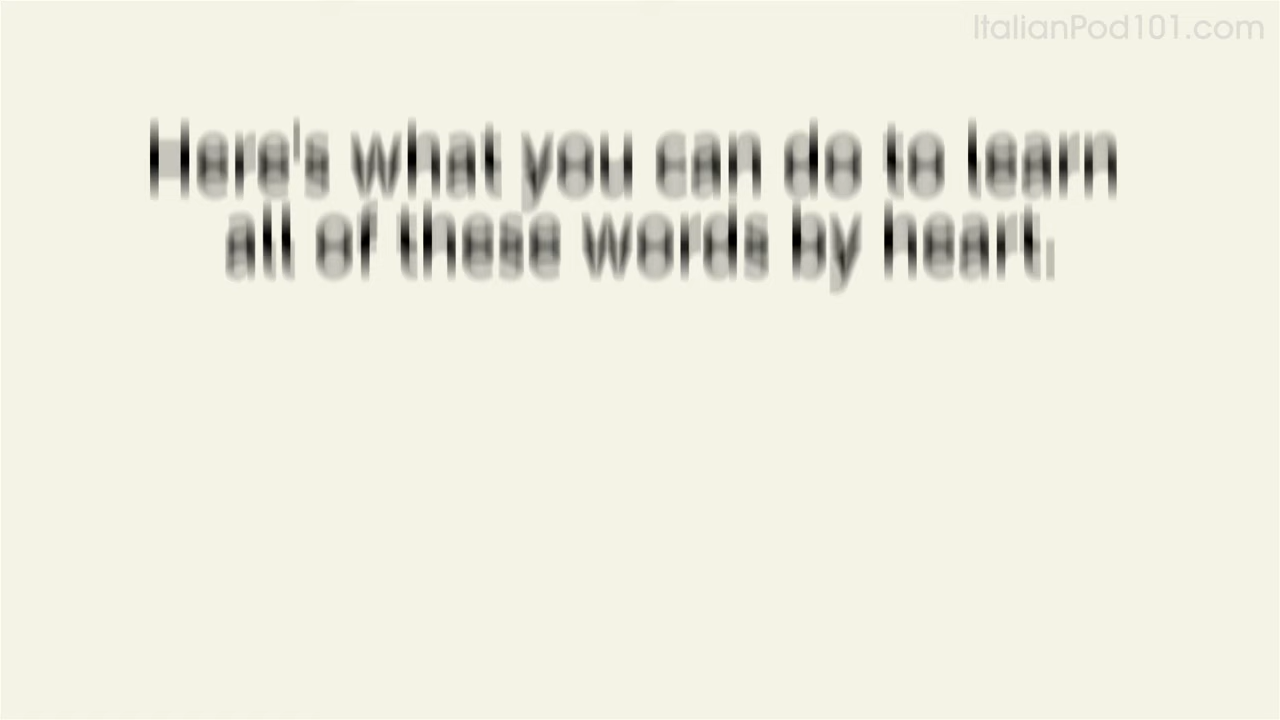 ItalianPod101.com
Here's what you can do to learn
all of these words by heart.